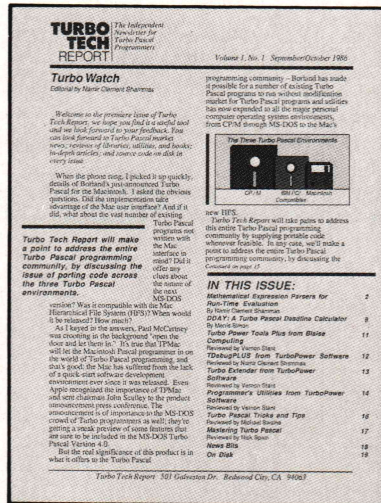 TURBO
TECH
REPORT
The Independent
Newsletter for
Turbo Pascal
Programmers
Volume 1, No. 1 September/October 1986
Turbo Watch
Editorial by Namir Clement Shammas
Welcome to the premiere issue of Turbo
Tech Report, we hope you find it a useful tool
and we look forward to your feedback. You
can look forward to Turbo Pascal market
news; reviews of libraries, utilities, and books;
in-depth articles; and source code on disk in
every issue.
When the phone rang, I picked it up quickly,
details of Borland's just-announced Turbo
Pascal for the Macintosh. I asked the obvious
questions. Did the implementation take
advantage of the Mac user interface? And if it
did, what about the vast number of existing
Turbo Pascal
programs not
written with
the Mac
interface in
mind? Did it
offer any
clues about
the nature of
the next
MS-DOS
Turbo Tech Report will make
a point to address the entire
Turbo Pascal programming
community, by discussing the
issue of porting code across
the three Turbo Pascal
environments.
version? Was it compatible with the Mac
Hierarchical File System (HFS)? When would
it be released? How much?
As I keyed in the answers, Paul McCartney
was crooning in the background "open the
door and let them in." It's true that TPMac
will let the Macintosh Pascal programmer in on
the world of Turbo Pascal programming, and
that's good; the Mac has suffered from the lack
of a quick-start software development
environment ever since it was released. Even
Apple recognized the importance of TPMac
and sent chairman John Sculley to the product
announcement press conference. The
announcement is of importance to the MS-DOS
crowd of Turbo Programmers as well; they're
getting a sneak preview of some features that
are sure to be included in the MS-DOS Turbo
Pascal Version 4.0.
But the real significance of this product is in
what it offers to the Turbo Pascal
programming community – Borland has made
it possible for a number of existing Turbo
Pascal programs to run without modification
market for Turbo Pascal programs and utilities
has now expanded to all the major personal
computer operating system environments,
from CP/M through MS-DOS to the Mac's
The Three Turbo Pascal Environments
CP/M
IBM PC/
Compatibles
Macintosh
new HFS.
Turbo Tech Report will take pains to address
this entire Turbo Pascal programming
community by supplying portable code
whenever feasible. In any case, we'll make a
point to address the entire Turbo Pascal
programming community, by discussing the
Continued on page 15
IN THIS ISSUE:
Mathematical Expression Parsers for 2
Run-Time Evaluation
By Namir Clement Shammas
DDAY: A Turbo Pascal Deadline Calculator 9
By Marris Simon
Turbo Power Tools Plus from Blaise 11
Computing
Reviewed by Vernon Stant
TDebugPLUS from TurboPower Software 12
Reviewed by Namir Clement Shammas
Turbo Extender from TurboPower 13
Software
Reviewed by Vernon Stant
Programmer's Utilities from TurboPower 14
Software
Reviewed by Vernon Stant
Turbo Pascal Tricks and Tips 16
Reviewed by Michael Swaine
Mastering Turbo Pascal 17
Reviewed by Nick
News Bits 18
On Disk 19
Turbo Tech Report 501 Galveston Dr. Redwood City, CA 94063